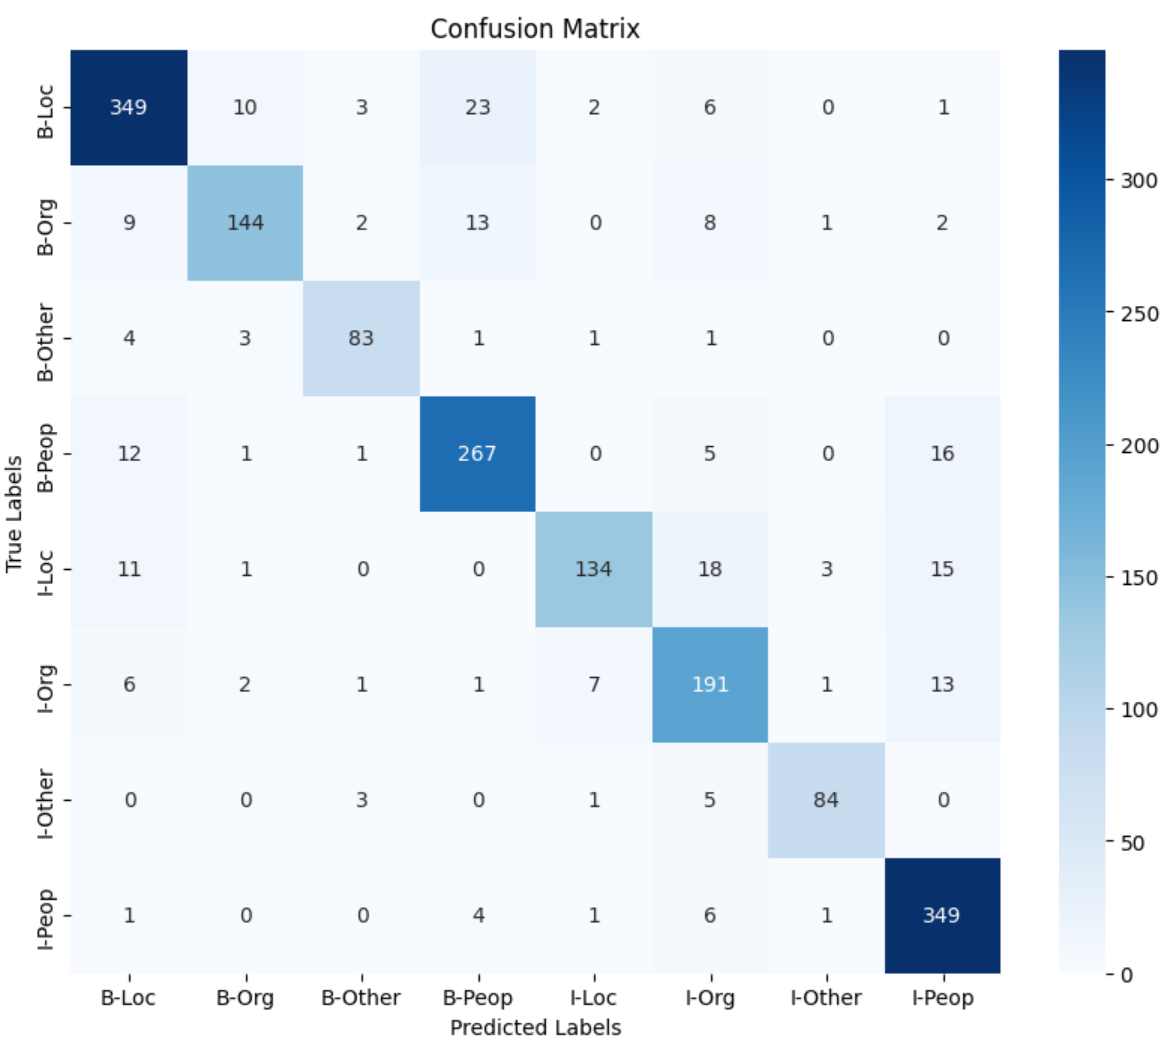 Confusion Matrix
B-Loc 349 10 3 23 2 6 0 1
B-Org 9 144 2 13 0 8 1 2
B-Other 4 3 83 1 1 1 0 0
B-Peop 12 1 1 267 0 5 0 16
I-Loc 11 1 0 0 134 18 3 15
I-Org 6 2 1 1 7 191 1 13
I-Other 0 0 3 0 1 5 84 0
I-Peop 1 0 0 4 1 6 1 349
True Labels
B-Loc B-Org B-Other B-Peop I-Loc I-Org I-Other I-Peop
Predicted Labels
300
250
200
150
100
50
0